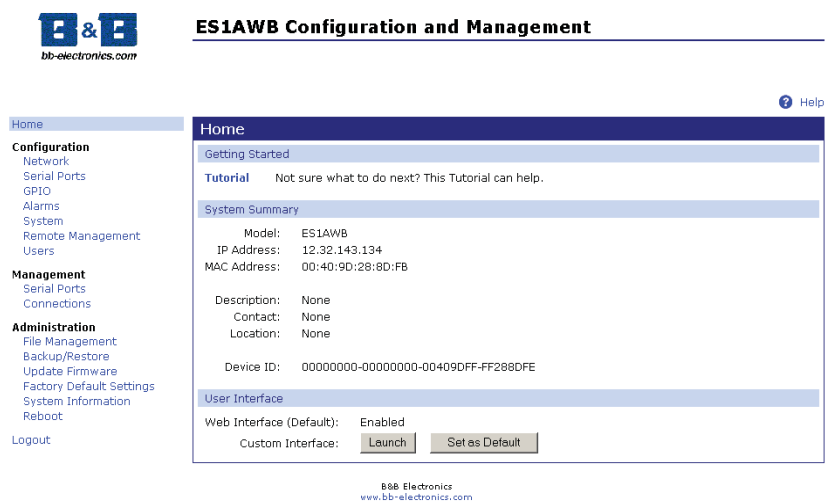 B&B
bb-electronics.com
ES1AWB Configuration and Management
? Help
Home
Configuration
Network
Serial Ports
GPIO
Alarms
System
Remote Management
Users
Management
Serial Ports
Connections
Administration
File Management
Backup/Restore
Update Firmware
Factory Default Settings
System Information
Reboot
Logout
Home
Getting Started
Tutorial Not sure what to do next? This Tutorial can help.
System Summary
Model: ES1AWB
IP Address: 12.32.143.134
MAC Address: 00:40:9D:28:8D:FB
Description: None
Contact: None
Location: None
Device ID: 00000000-00000000-00409DFF-FF288DFE
User Interface
Web Interface (Default): Enabled
Custom Interface: Launch Set as Default
B&B Electronics
www.bb-electronics.com